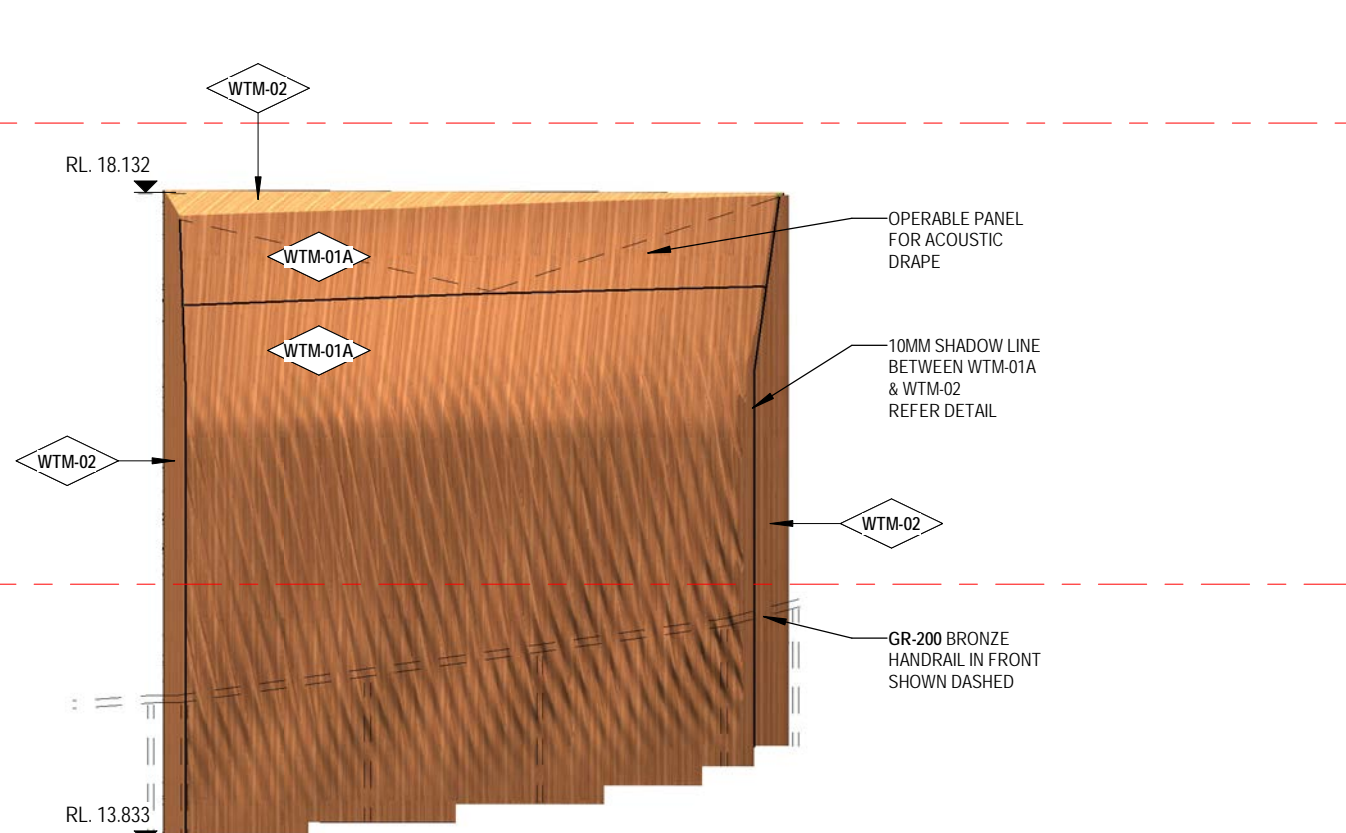 WTM-02
RL. 18.132
OPERABLE PANEL
FOR ACOUSTIC
DRAPE
WTM-01A
10MM SHADOW LINE
BETWEEN WTM-01A
& WTM-02
REFER DETAIL
WTM-01A
WTM-02
WTM-02
GR-200 BRONZE
HANDRAIL IN FRONT
SHOWN DASHED
RL. 13.833